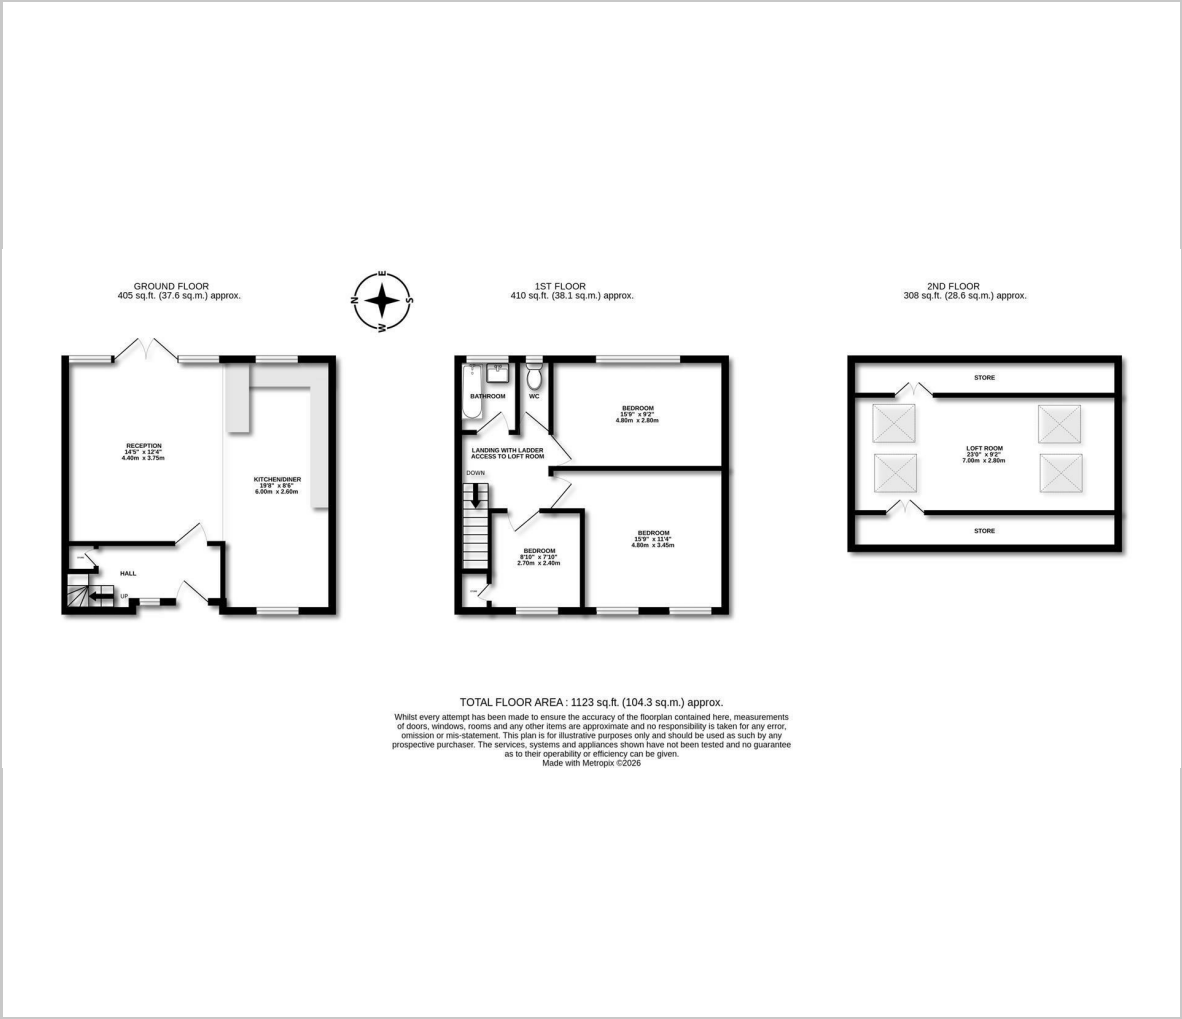 GROUND FLOOR
405 sq.ft. (37.6 sq.m.) approx.
E
N
S
W
1ST FLOOR
410 sq.ft. (38.1 sq.m.) approx.
2ND FLOOR
308 sq.ft. (28.6 sq.m.) approx.
RECEPTION
14'5" x 12'4"
4.40m x 3.75m
KITCHEN/DINER
19'8" x 8'6"
6.00m x 2.60m
HALL
UP
BATHROOM
WC
BEDROOM
15'9" x 9'2"
4.80m x 2.80m
LANDING WITH LADDER
ACCESS TO LOFT ROOM
DOWN
BEDROOM
15'9" x 11'4"
4.80m x 3.45m
BEDROOM
8'10" x 7'10"
2.70m x 2.40m
STORE
LOFT ROOM
23'0" x 9'2"
7.00m x 2.80m
STORE
TOTAL FLOOR AREA : 1123 sq.ft. (104.3 sq.m.) approx.
Whilst every attempt has been made to ensure the accuracy of the floorplan contained here, measurements
of doors, windows, rooms and any other items are approximate and no responsibility is taken for any error,
omission or mis-statement. This plan is for illustrative purposes only and should be used as such by any
prospective purchaser. The services, systems and appliances shown have not been tested and no guarantee
as to their operability or efficiency can be given.
Made with Metropix ©2026